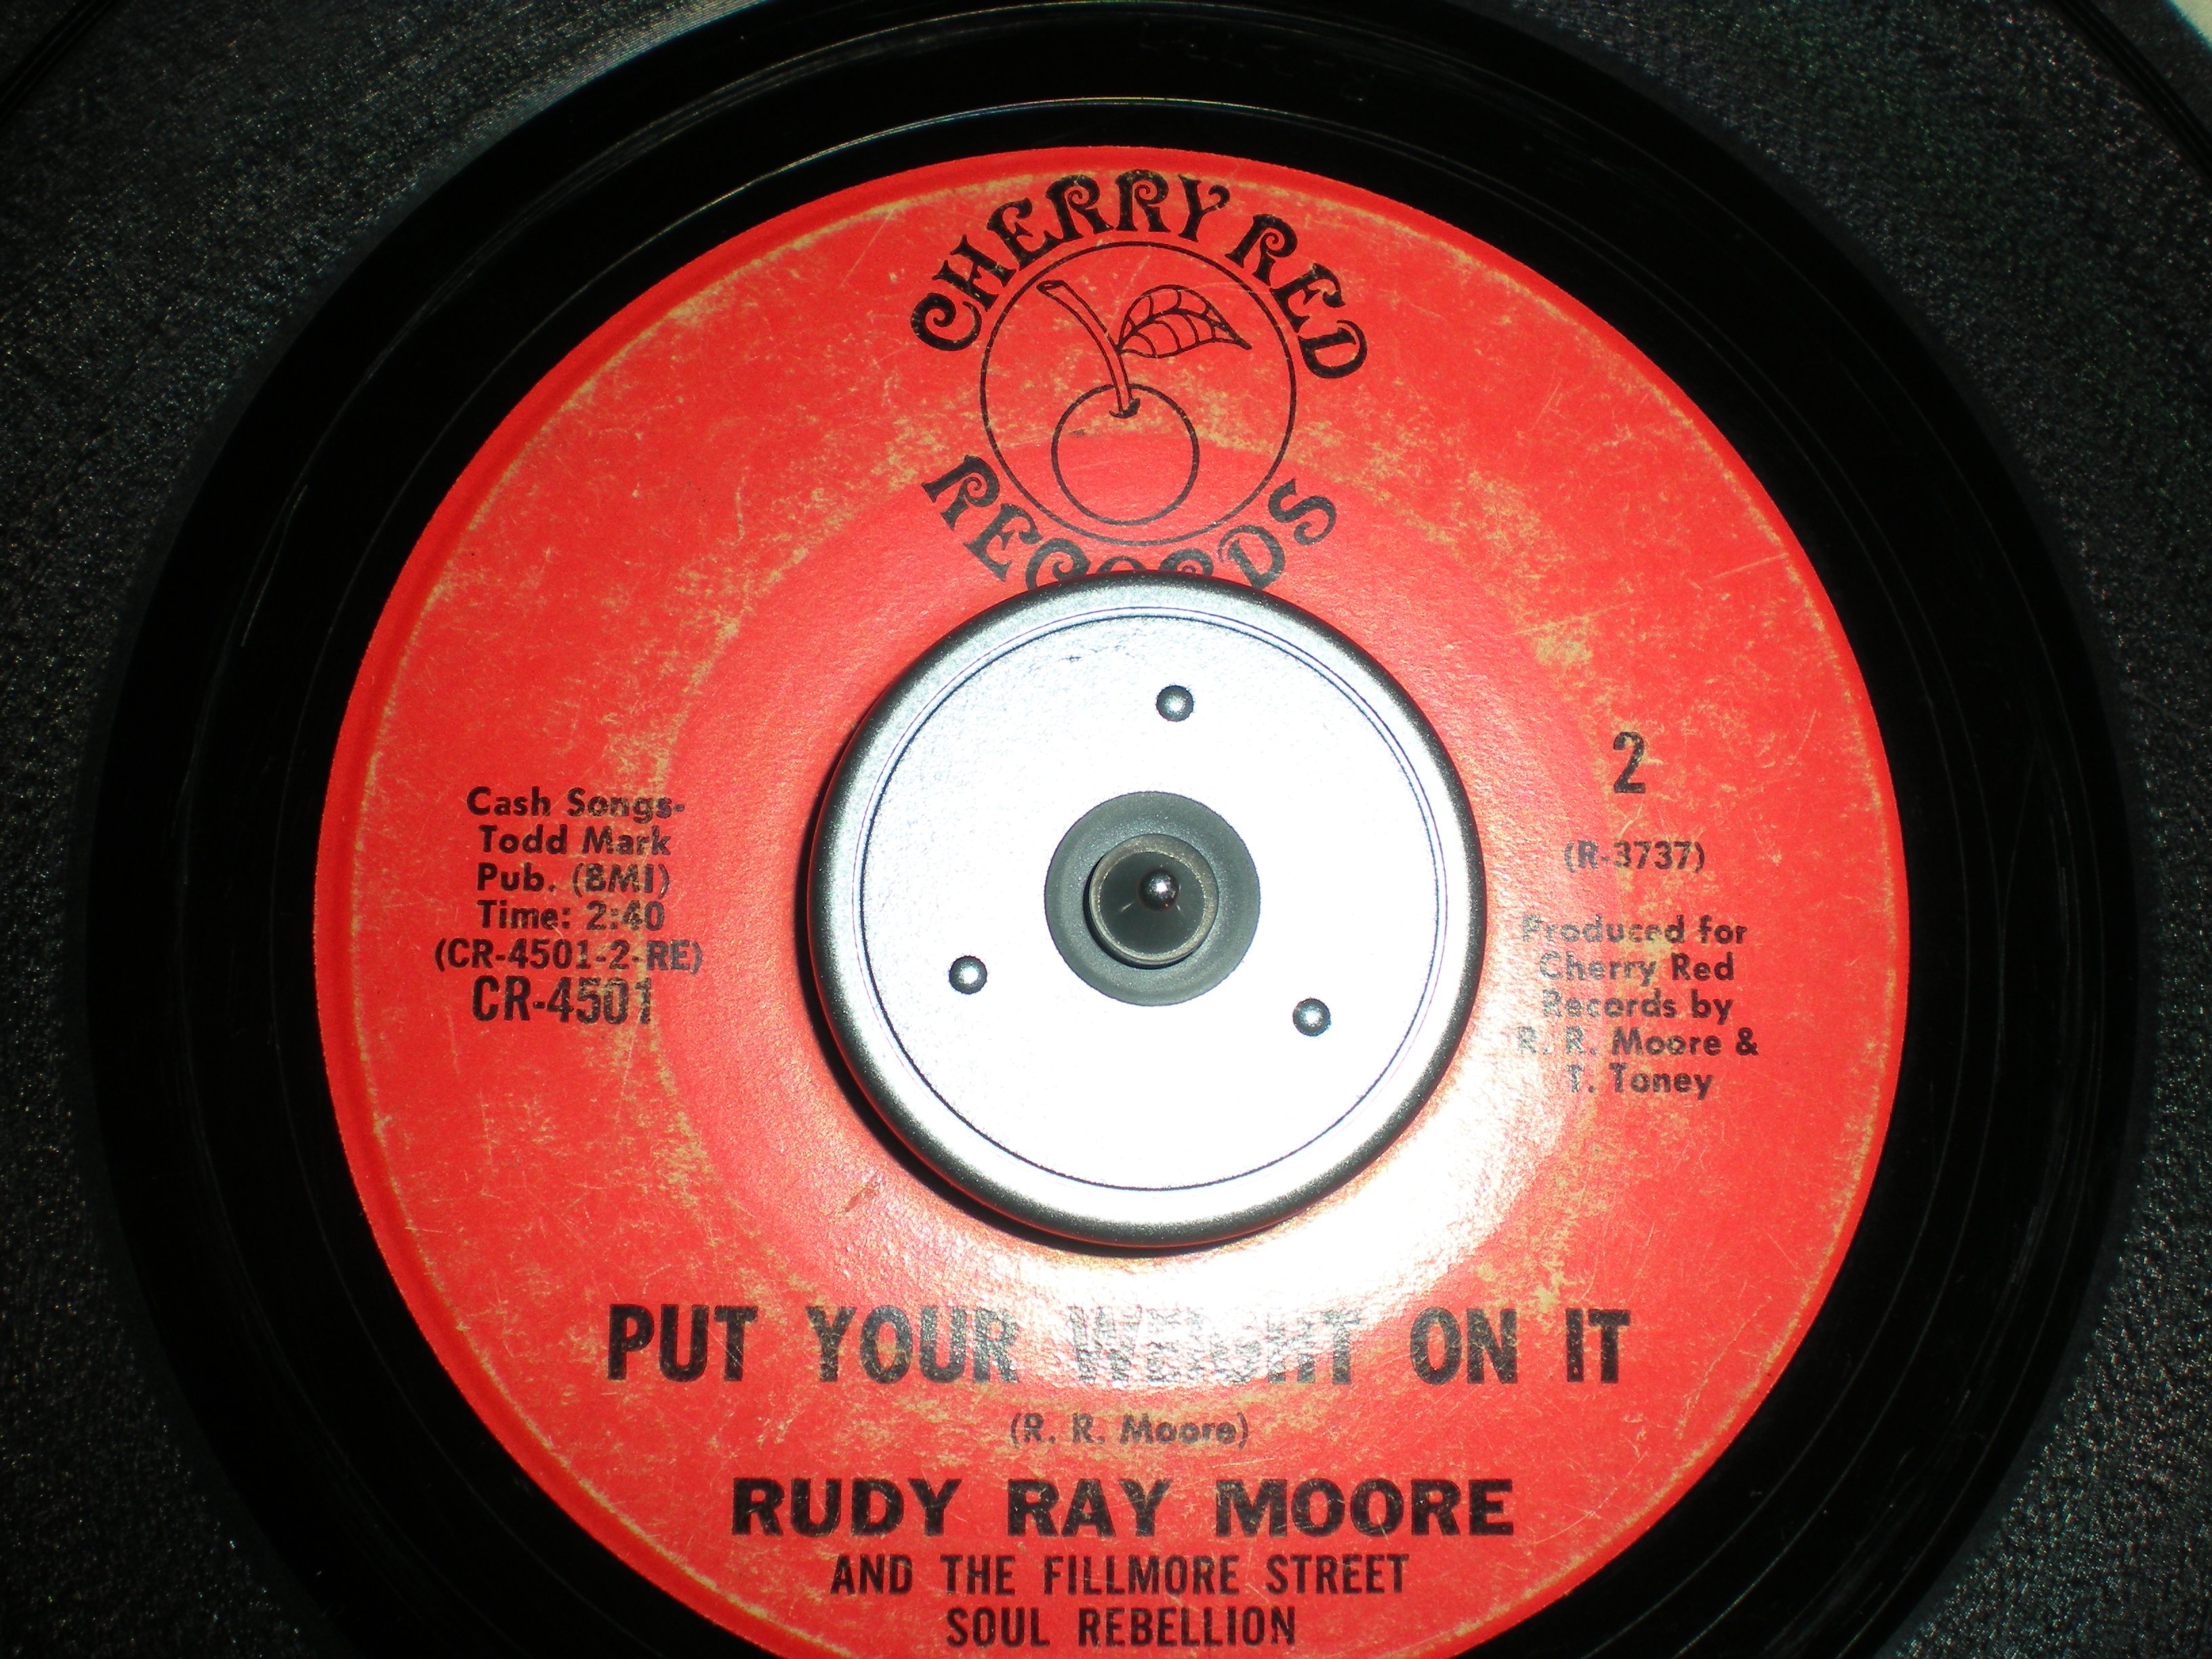 CHERRY RED
RECORDS
Cash Songs-
Todd Mark
Pub. (BMI)
Time: 2:40
(CR-4501-2-RE)
CR-4501
2
(R-3737)
Produced for
Cherry Red
Records by
R. R. Moore &
T. Toney
PUT YOUR WEIGHT ON IT
(R. R. Moore)
RUDY RAY MOORE
AND THE FILLMORE STREET
SOUL REBELLION